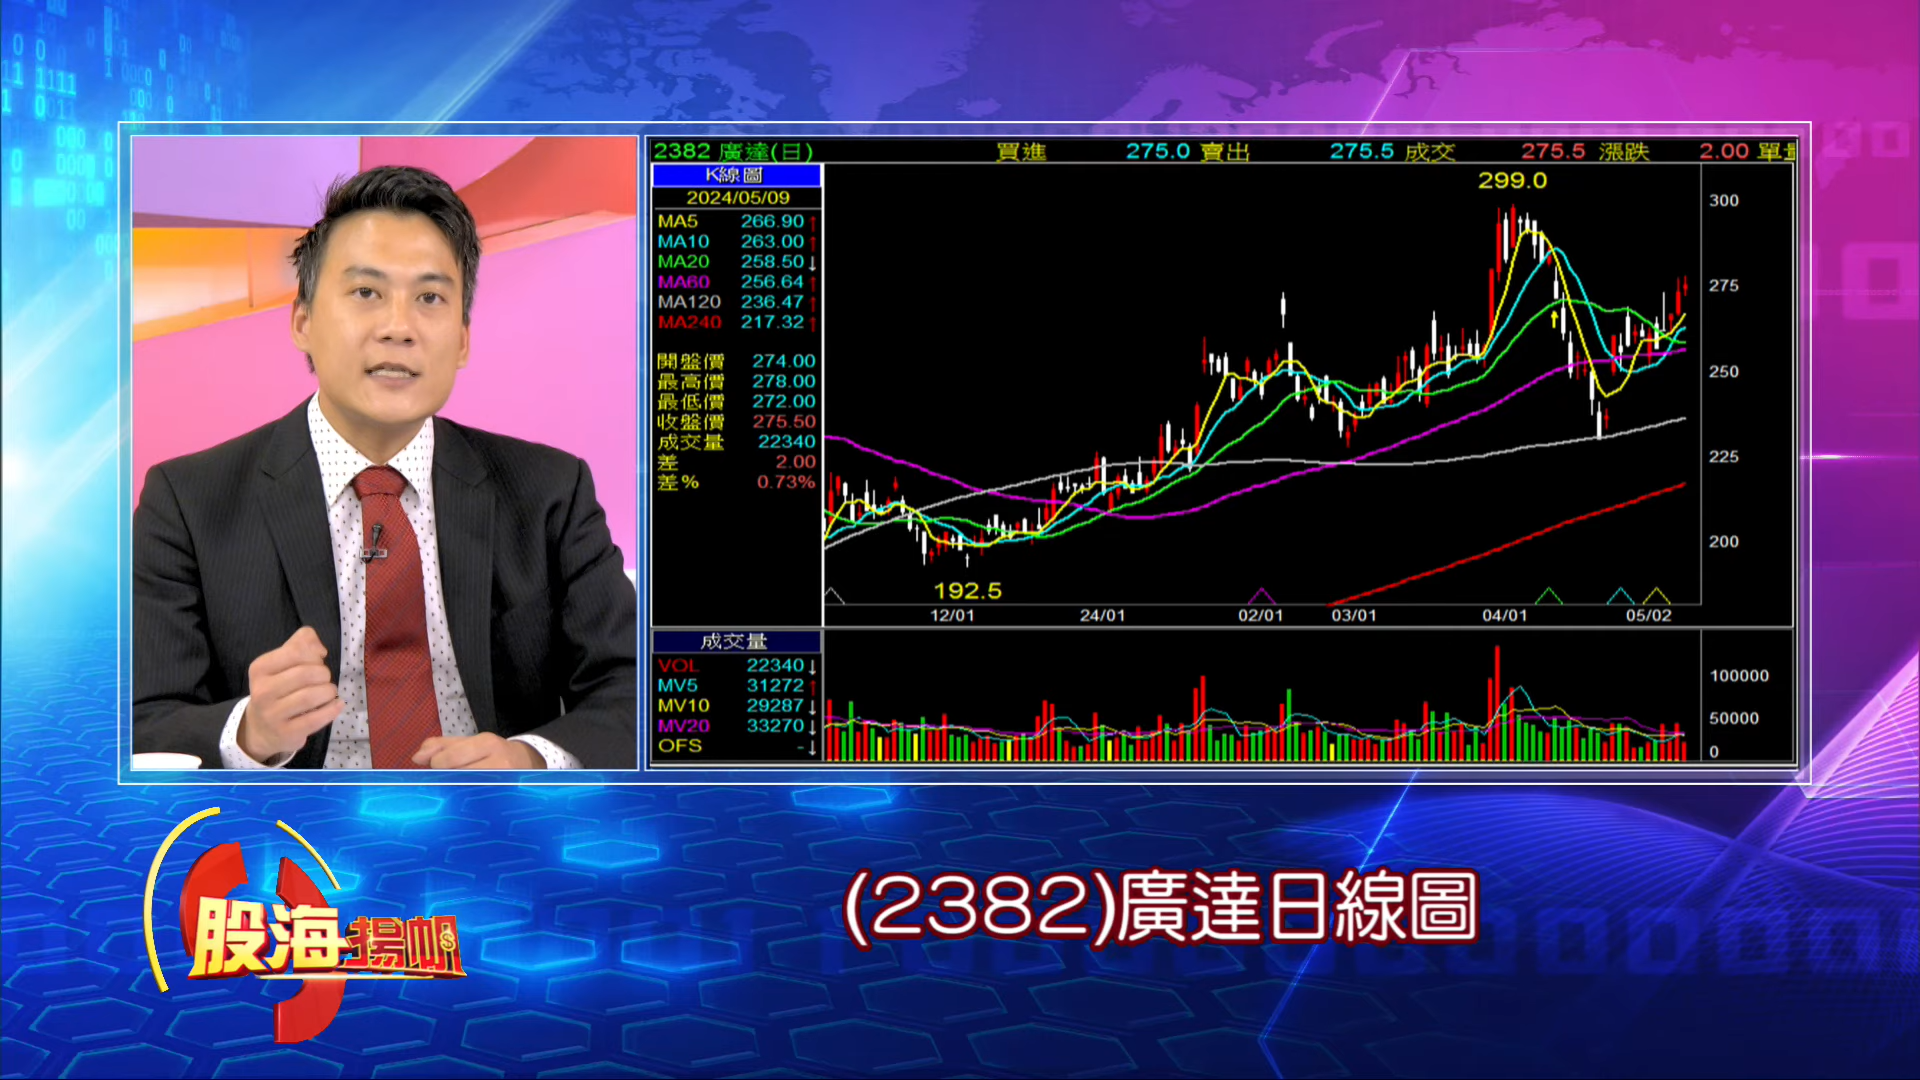 2382 廣達(日) 買進 275.0 賣出 275.5 成交 275.5 漲跌 2.00 單量
K線圖
2024/05/09
MA5 266.90↑
MA10 263.00↑
MA20 258.50↓
MA60 256.64↑
MA120 236.47↑
MA240 217.32↑
開盤價 274.00
最高價 278.00
最低價 272.00
收盤價 275.50
成交量 22340
差 2.00
差% 0.73%
299.0
192.5
300
275
250
225
200
12/01 24/01 02/01 03/01 04/01 05/02
成交量
VOL 22340↓
MV5 31272↑
MV10 29287↓
MV20 33270↓
OFS -↓
100000
50000
0
股海揚帆
(2382)廣達日線圖